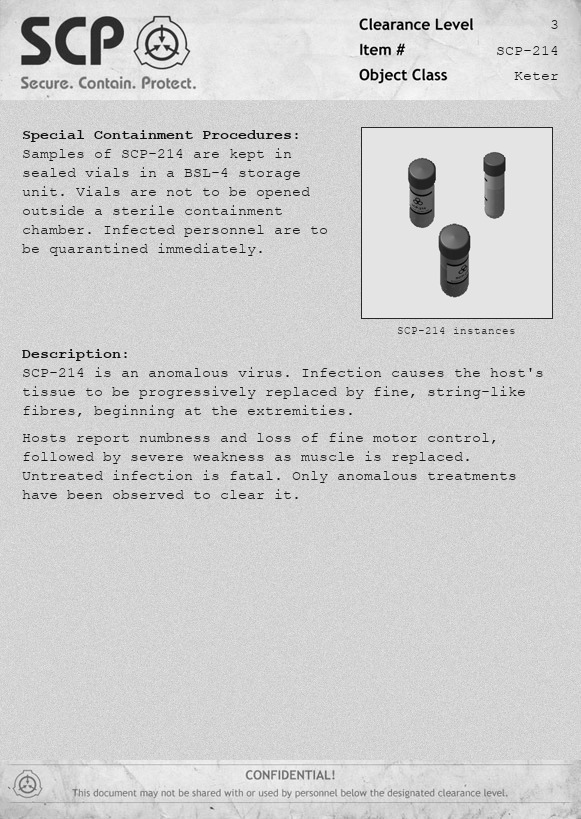 SCP
Secure. Contain. Protect.
Clearance Level 3
Item # SCP-214
Object Class Keter
Special Containment Procedures:
Samples of SCP-214 are kept in
sealed vials in a BSL-4 storage
unit. Vials are not to be opened
outside a sterile containment
chamber. Infected personnel are to
be quarantined immediately.
SCP-214 instances
Description:
SCP-214 is an anomalous virus. Infection causes the host's
tissue to be progressively replaced by fine, string-like
fibres, beginning at the extremities.
Hosts report numbness and loss of fine motor control,
followed by severe weakness as muscle is replaced.
Untreated infection is fatal. Only anomalous treatments
have been observed to clear it.
CONFIDENTIAL!
This document may not be shared with or used by personnel below the designated clearance level.